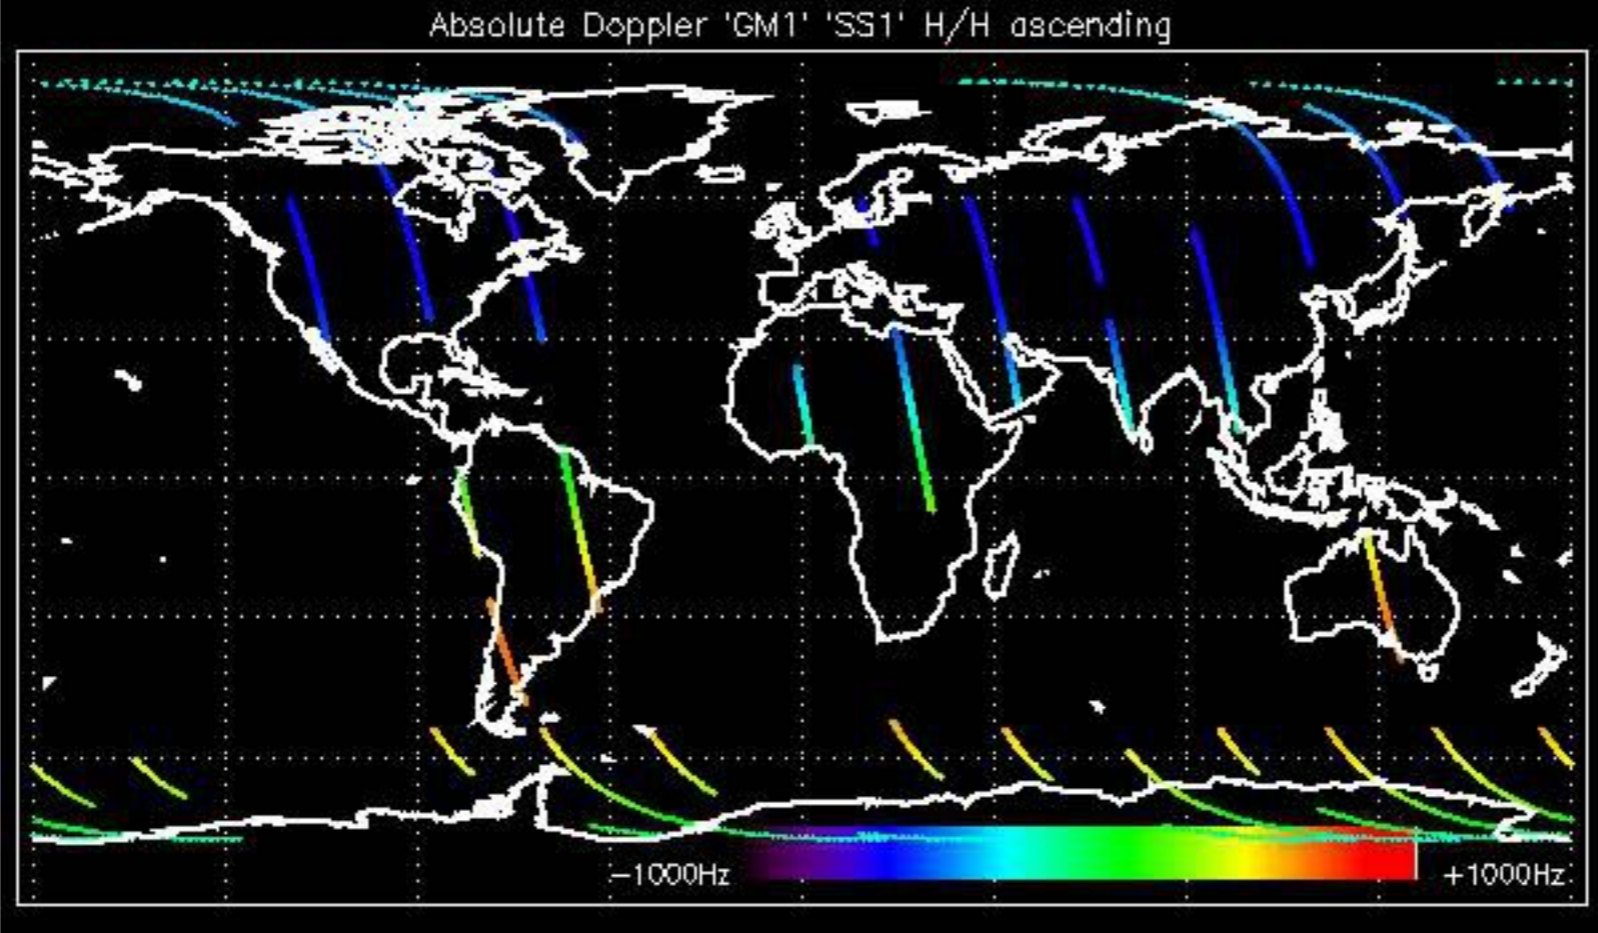 Absolute Doppler 'GM1' 'SS1' H/H ascending
−1000Hz
+1000Hz